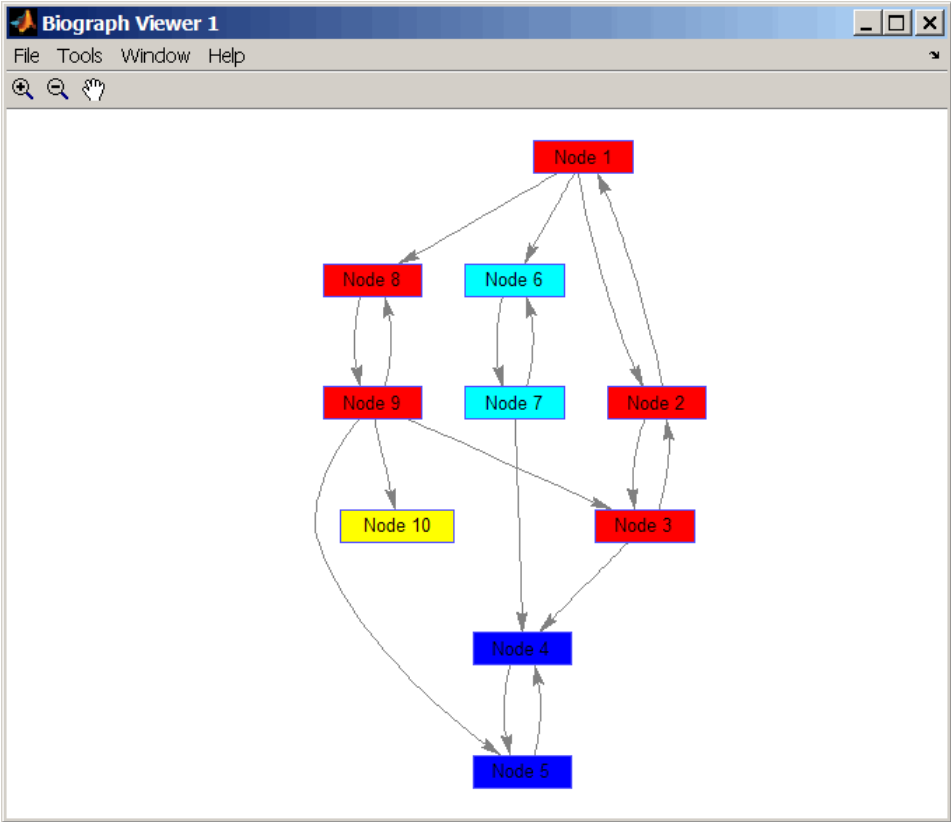 Biograph Viewer 1
File Tools Window Help
Node 1
Node 8 Node 6
Node 9 Node 7 Node 2
Node 10 Node 3
Node 4
Node 5